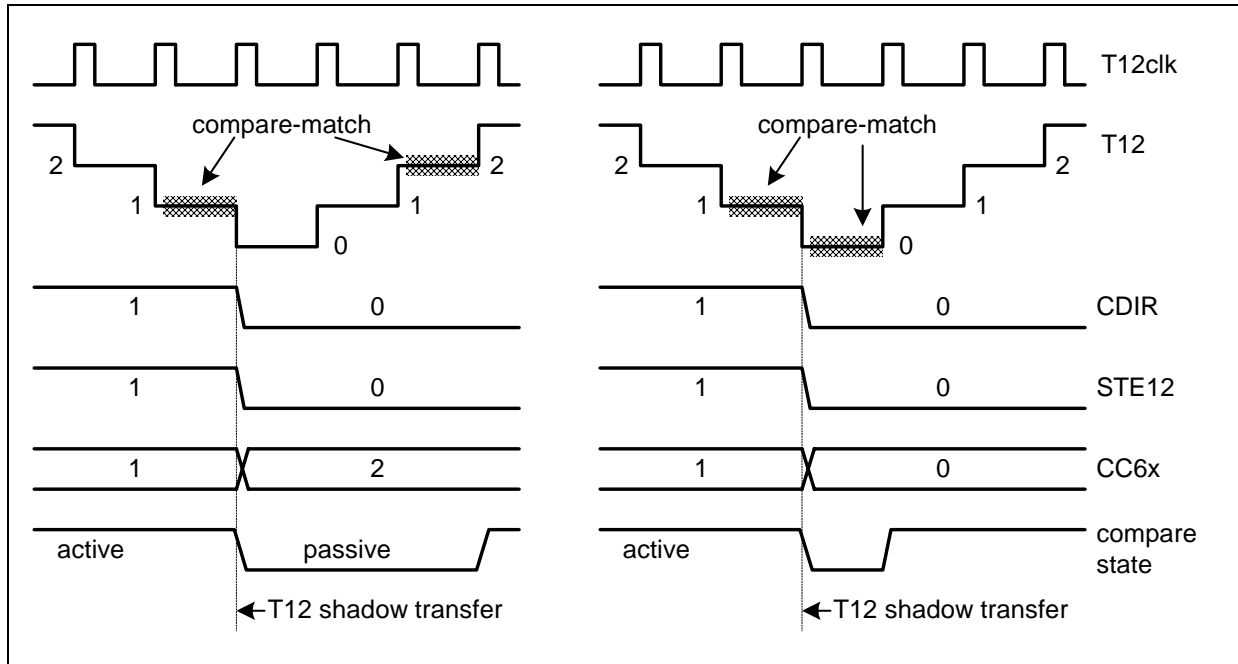 T12clk
compare-match compare-match T12
2 2 2 2
1 1 1 1
0 0
1 0 1 0 CDIR
1 0 1 0 STE12
1 2 1 0 CC6x
active passive active compare
state
T12 shadow transfer T12 shadow transfer